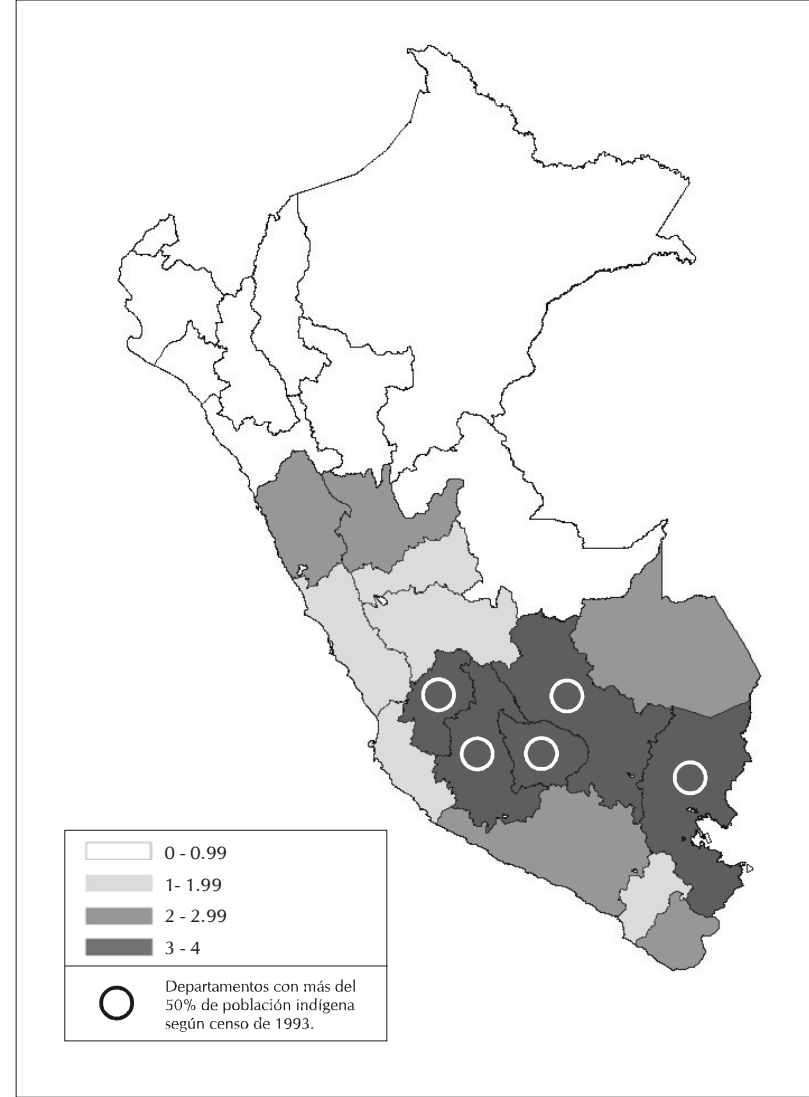 0 - 0.99
1- 1.99
2 - 2.99
3 - 4
Departamentos con más del
50% de población indígena
según censo de 1993.